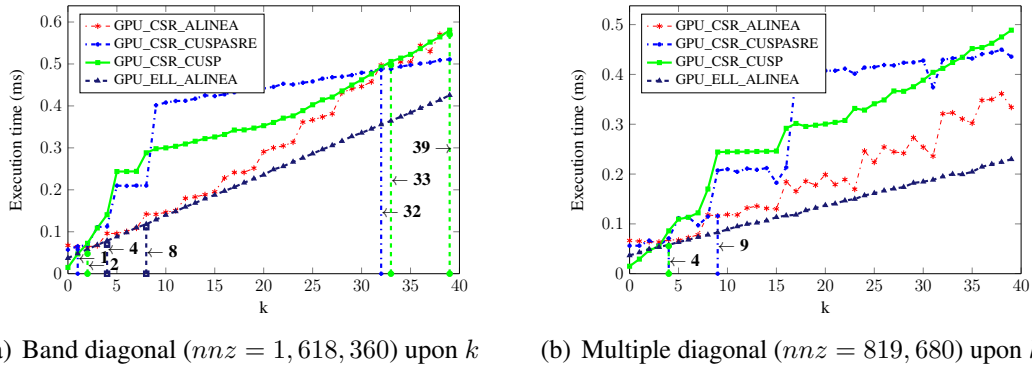 GPU_CSR_ALINEA
GPU_CSR_CUSPASRE
GPU_CSR_CUSP
GPU_ELL_ALINEA
Execution time (ms)
0.6
0.5
0.4
0.3
0.2
0.1
0
0 5 10 15 20 25 30 35 40
k
1
2
4
8
32
33
39
) Band diagonal (nnz = 1, 618, 360) upon k
GPU_CSR_ALINEA
GPU_CSR_CUSPASRE
GPU_CSR_CUSP
GPU_ELL_ALINEA
Execution time (ms)
0.5
0.4
0.3
0.2
0.1
0
0 5 10 15 20 25 30 35 40
k
4
9
(b) Multiple diagonal (nnz = 819, 680) upon